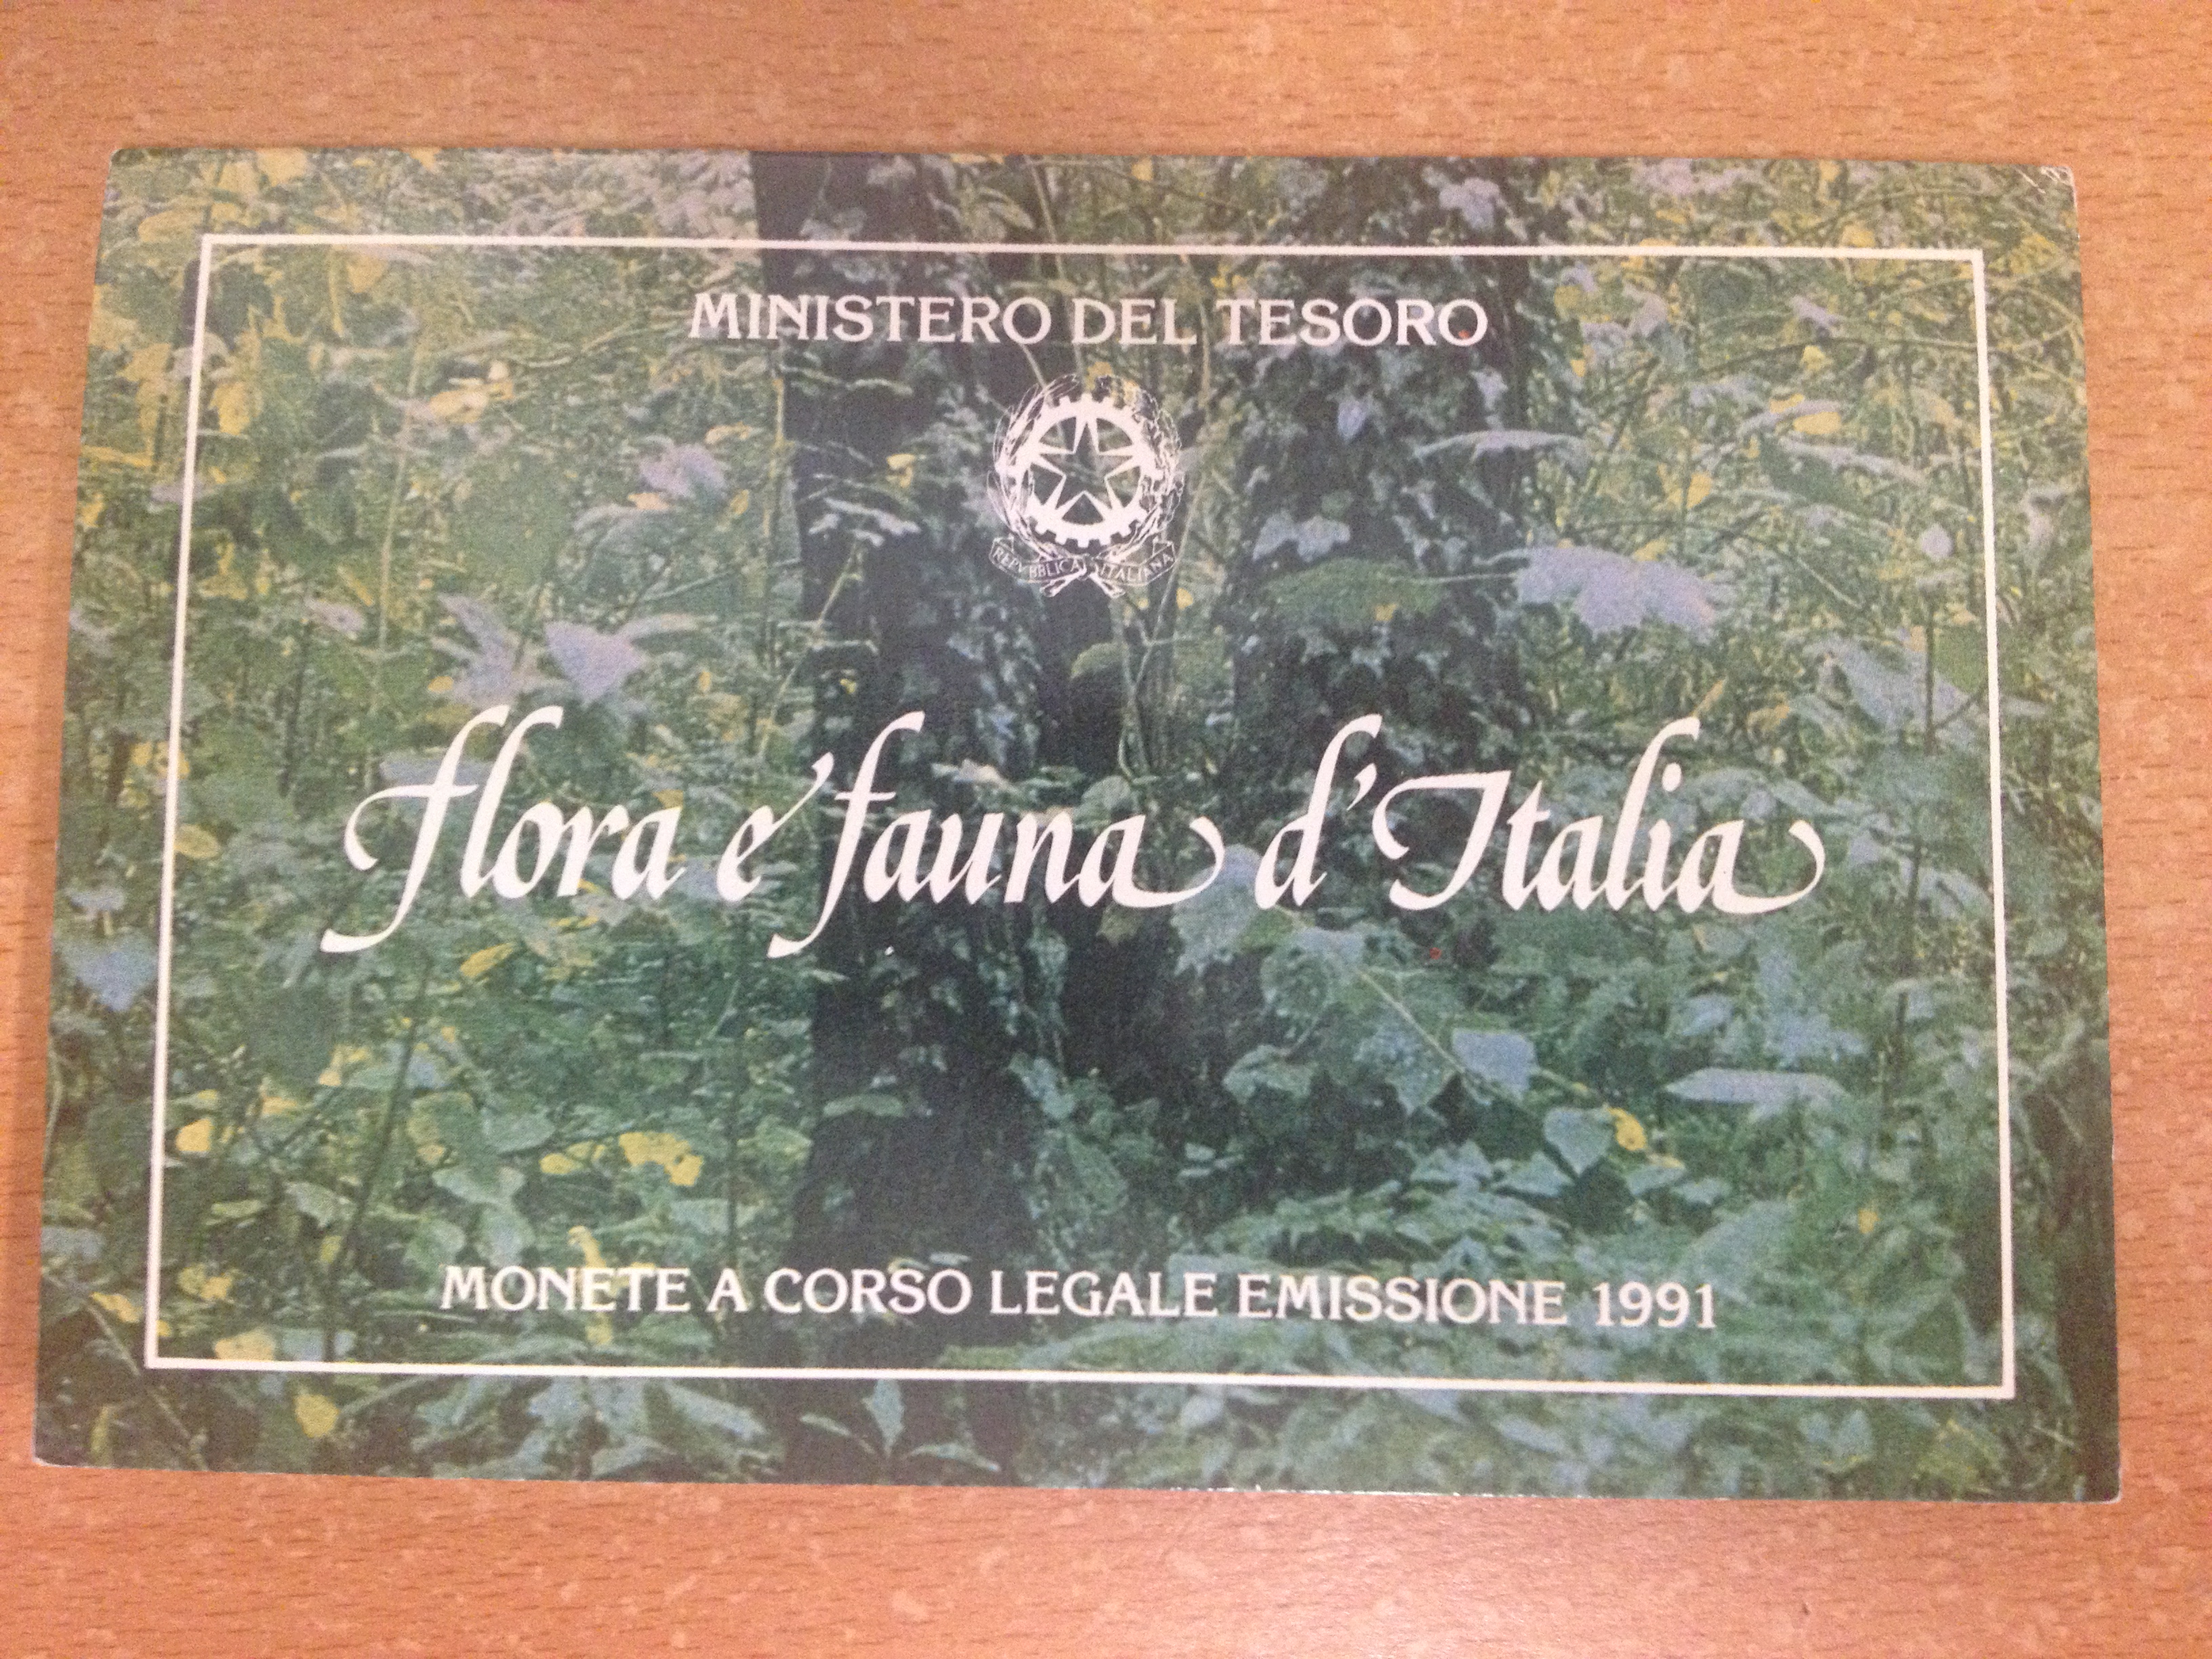 MINISTERO DEL TESORO
REPVBBLICA ITALIANA
flora e fauna d'Italia
MONETE A CORSO LEGALE EMISSIONE 1991